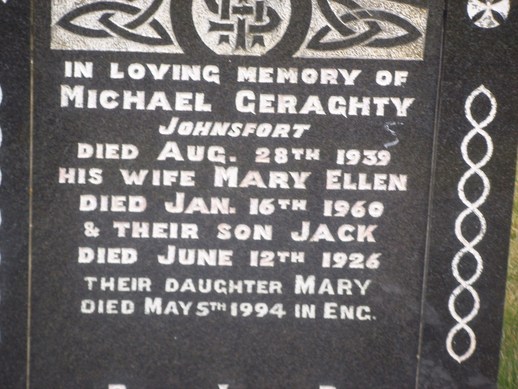 IN LOVING MEMORY OF
MICHAEL GERAGHTY
JOHNSFORT
DIED AUG. 28TH 1939
HIS WIFE MARY ELLEN
DIED JAN. 16TH 1960
& THEIR SON JACK
DIED JUNE 12TH 1926
THEIR DAUGHTER MARY
DIED MAY 5TH 1994 IN ENG.